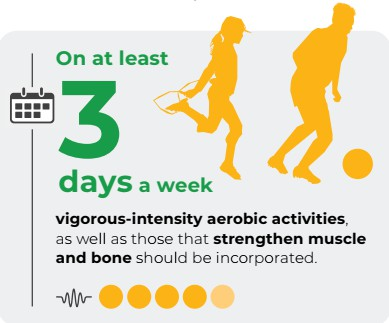 On at least
3
days a week
vigorous-intensity aerobic activities,
as well as those that strengthen muscle
and bone should be incorporated.